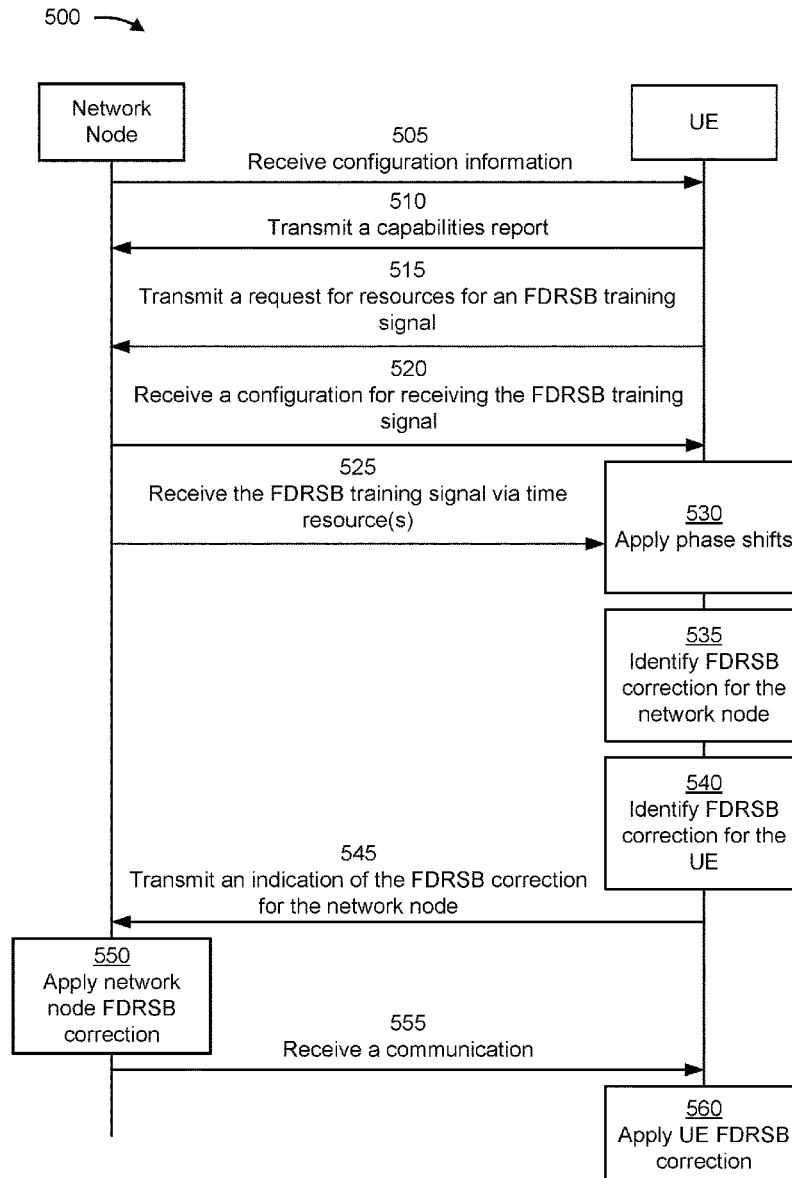 500
Network
Node
UE
505
Receive configuration information
510
Transmit a capabilities report
515
Transmit a request for resources for an FDRSB training
signal
520
Receive a configuration for receiving the FDRSB training
signal
525
Receive the FDRSB training signal via time
resource(s)
530
Apply phase shifts
535
Identify FDRSB
correction for the
network node
540
Identify FDRSB
correction for the
UE
545
Transmit an indication of the FDRSB correction
for the network node
550
Apply network
node FDRSB
correction
555
Receive a communication
560
Apply UE FDRSB
correction